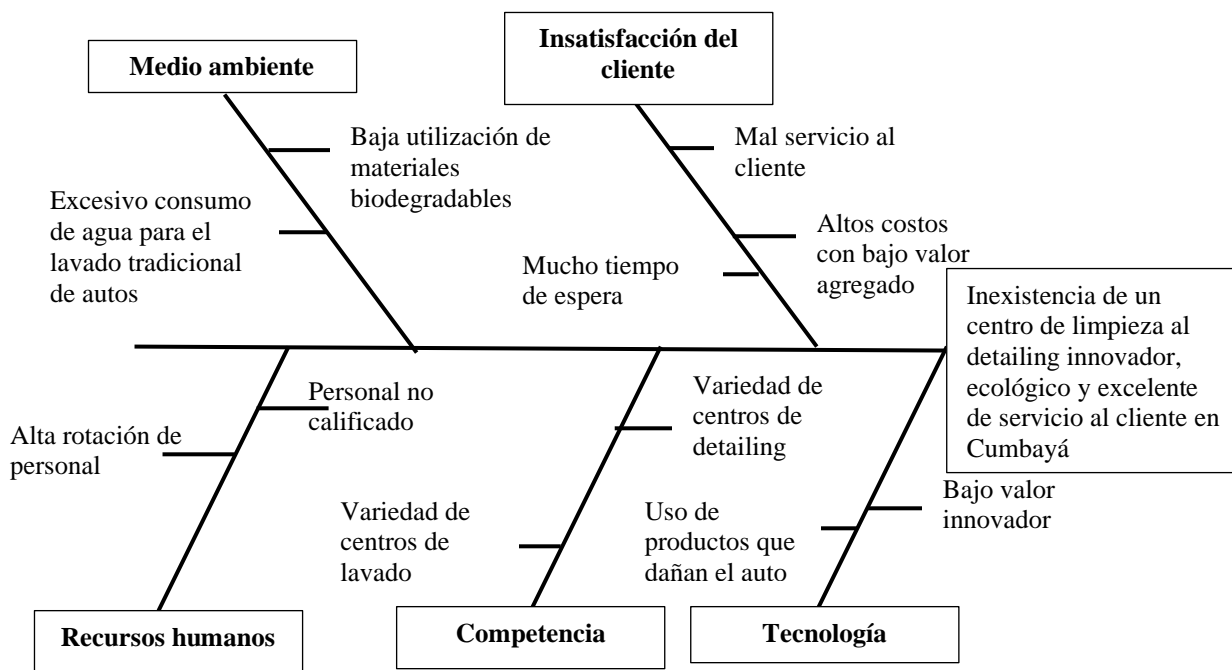 Medio ambiente
Insatisfacción del
cliente
Baja utilización de
materiales
biodegradables
Excesivo consumo
de agua para el
lavado tradicional
de autos
Mal servicio al
cliente
Altos costos
con bajo valor
agregado
Mucho tiempo
de espera
Inexistencia de un
centro de limpieza al
detailing innovador,
ecológico y excelente
de servicio al cliente en
Cumbayá
Personal no
calificado
Alta rotación de
personal
Variedad de
centros de
detailing
Variedad de
centros de
lavado
Uso de
productos que
dañan el auto
Bajo valor
innovador
Recursos humanos
Competencia
Tecnología